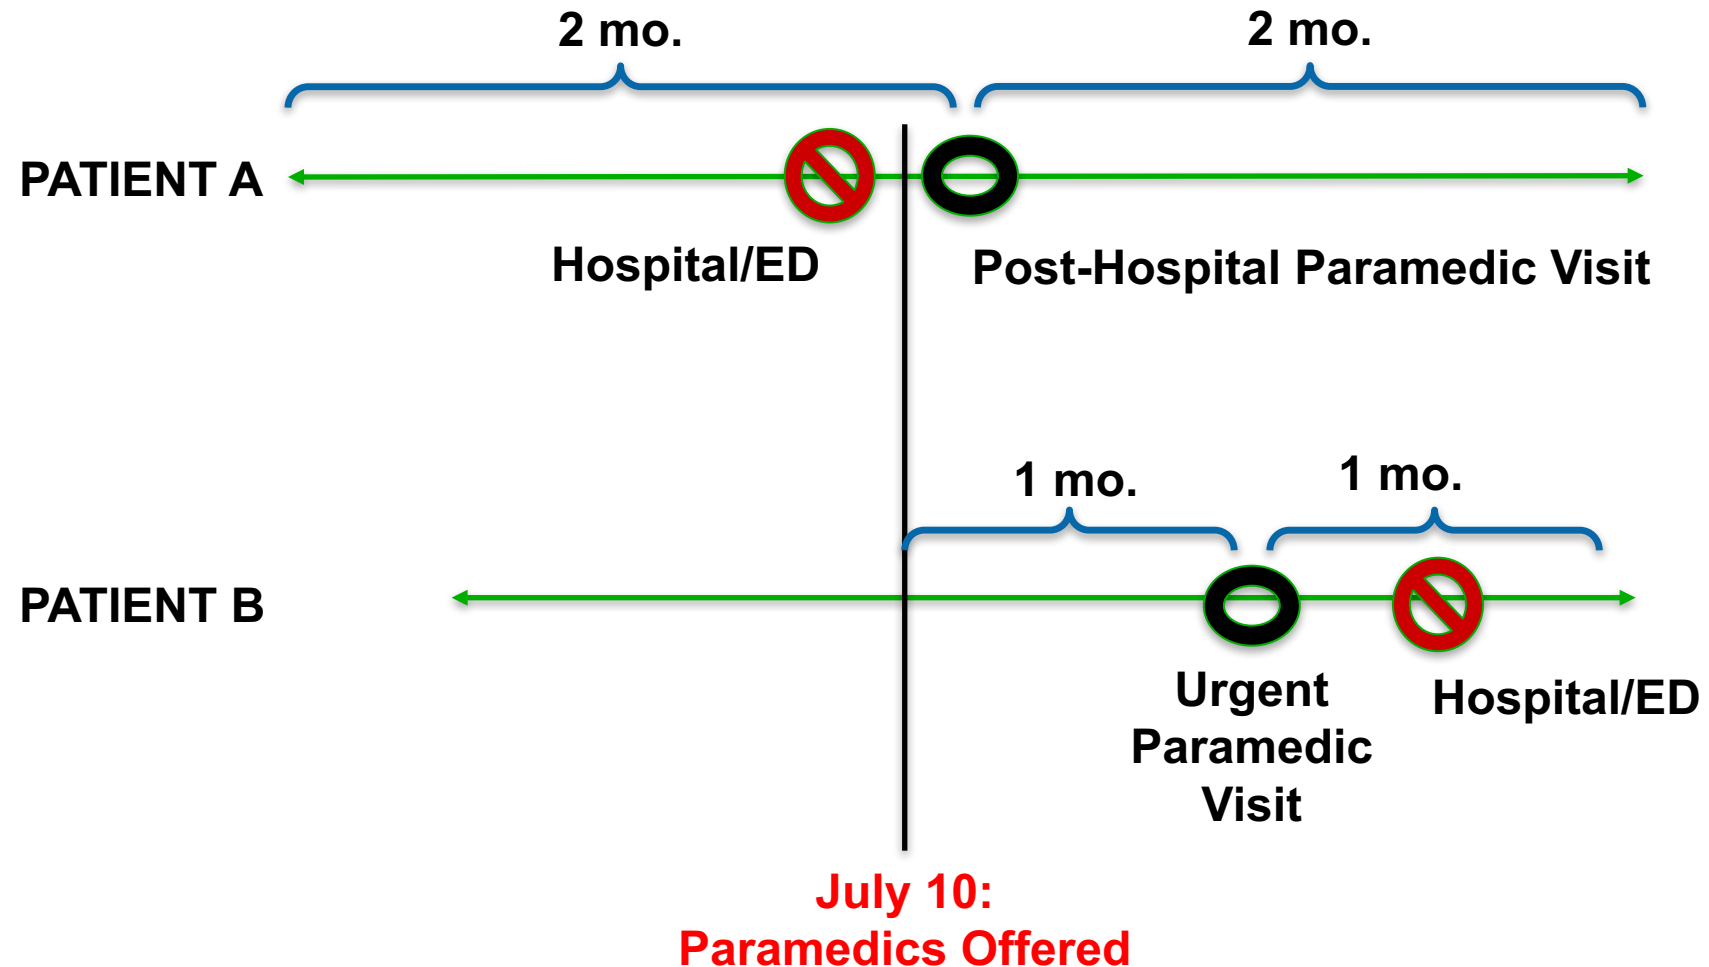 2 mo.
2 mo.
PATIENT A
Hospital/ED
Post-Hospital Paramedic Visit
1 mo.
1 mo.
PATIENT B
Urgent
Paramedic
Visit
Hospital/ED
July 10:
Paramedics Offered